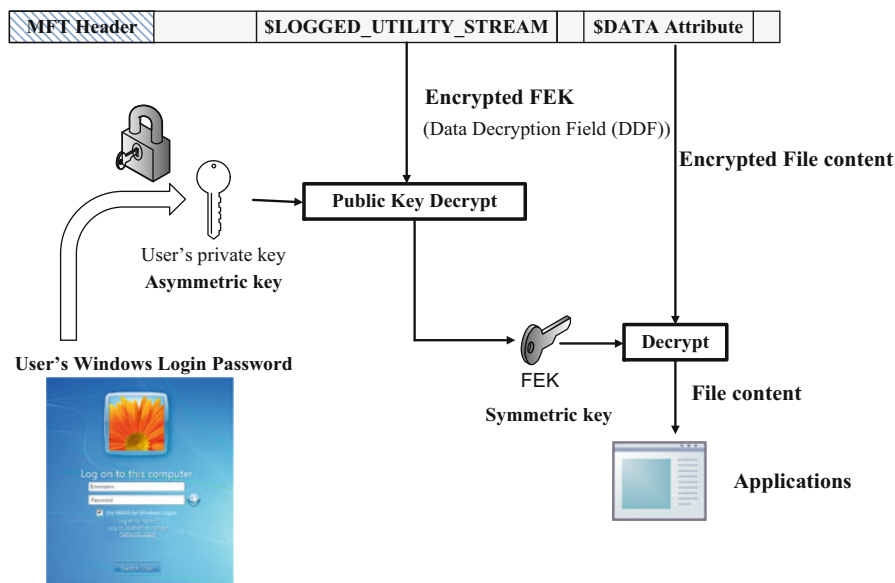 MFT Header
$LOGGED_UTILITY_STREAM
$DATA Attribute
Encrypted FEK
(Data Decryption Field (DDF))
Encrypted File content
Public Key Decrypt
User's private key
Asymmetric key
User's Windows Login Password
FEK
Symmetric key
Decrypt
File content
Applications
Log on to this computer
Username
Password